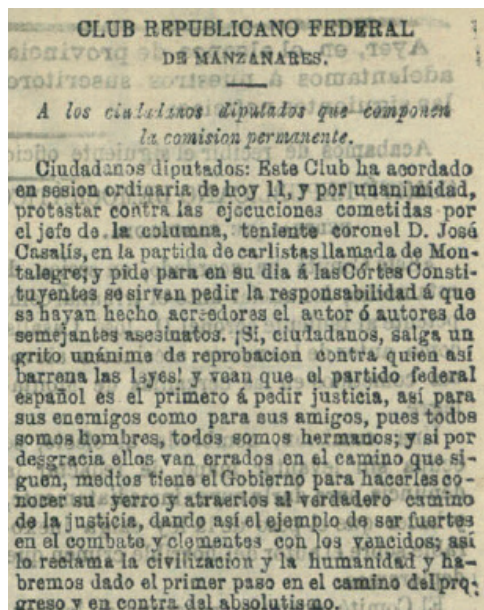 CLUB REPUBLICANO FEDERAL
DE MANZANARES.
A los ciudadanos diputados que componen
la comision permanente.
Ciudadanos diputados: Este Club ha acordado
en sesion ordinaria de hoy 11, y por unanimidad,
protestar contra las ejecuciones cometidas por
el jefe de la columna, teniente coronel D. José
Casalís, en la partida de carlistas llamada de Mon-
talegre; y pide para en su dia á las Córtes Consti-
tuyentes se sirvan pedir la responsabilidad á que
se hayan hecho acreedores el autor ó autores de
semejantes asesinatos. ¡Sí, ciudadanos, salga un
grito unánime de reprobacion contra quien así
barrena las leyes! y vean que el partido federal
español es el primero á pedir justicia, así para
sus enemigos como para sus amigos, pues todos
somos hombres, todos somos hermanos; y si por
desgracia ellos van errados en el camino que si-
guen, medios tiene el Gobierno para hacerles co-
nocer su yerro y atraerlos al verdadero camino
de la justicia, dando así el ejemplo de ser fuertes
en el combate y clementes con los vencidos; así
lo reclama la civilizacion y la humanidad y ha-
bremos dado el primer paso en el camino del pro-
greso y en contra del absolutismo.